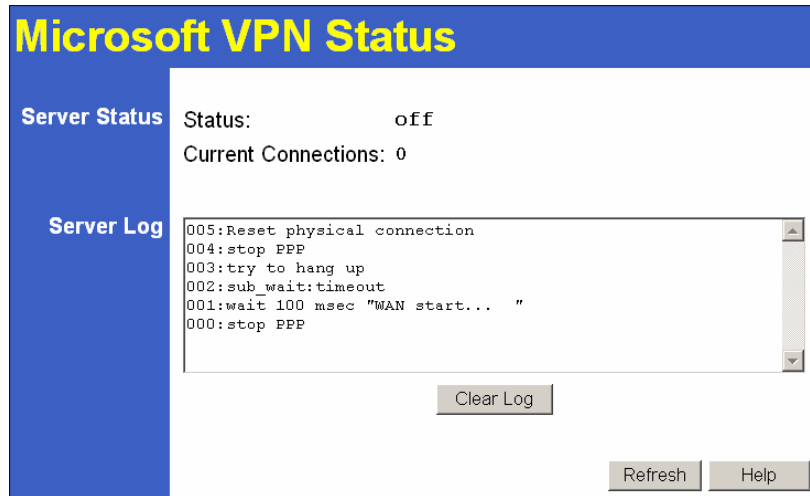 Microsoft VPN Status
Server Status
Status: off
Current Connections: 0
Server Log
005:Reset physical connection
004:stop PPP
003:try to hang up
002:sub_wait:timeout
001:wait 100 msec "WAN start...  "
000:stop PPP
Clear Log
Refresh
Help